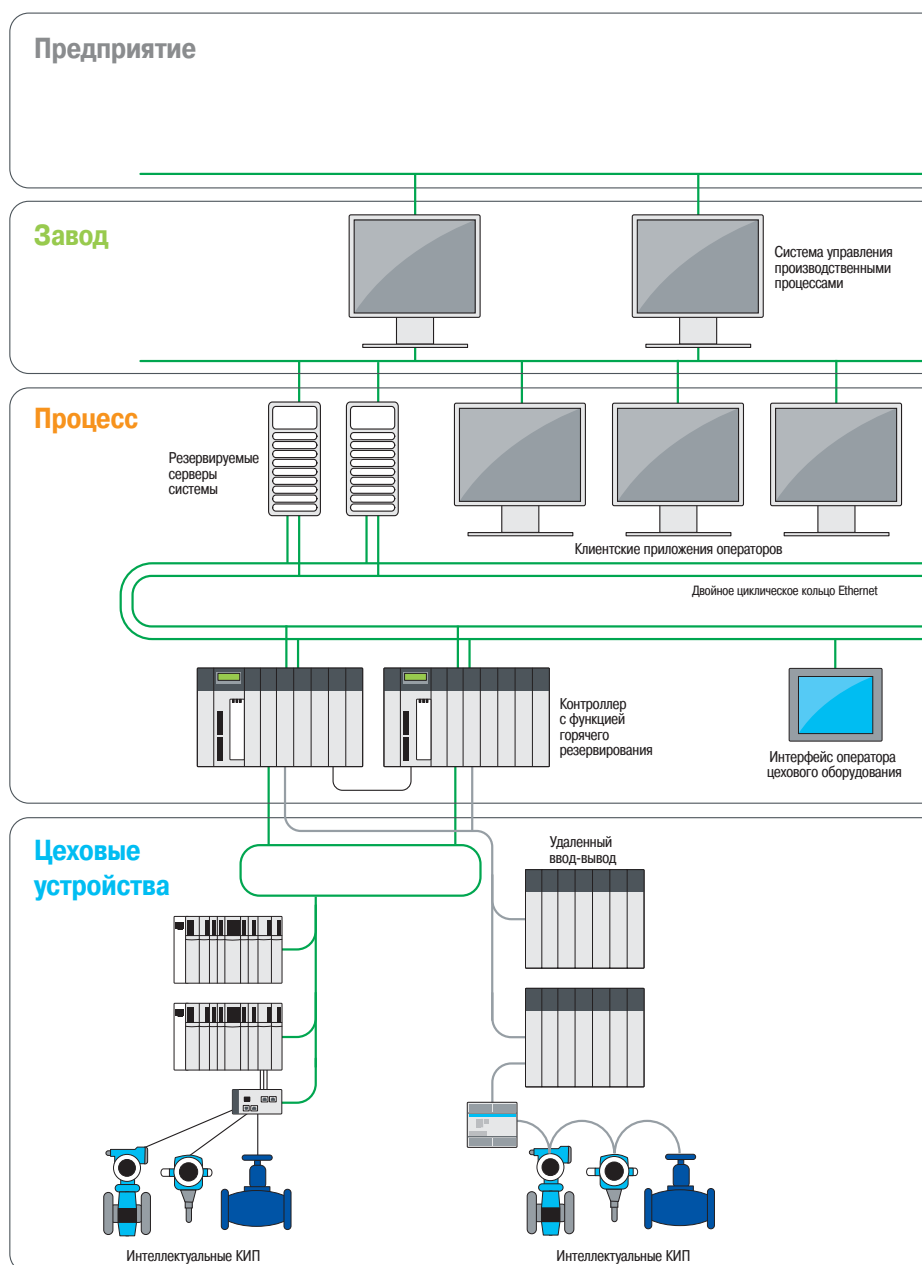 Предприятие
Завод
Система управления
производственными
процессами
Процесс
Резервируемые
серверы
системы
Клиентские приложения операторов
Двойное циклическое кольцо Ethernet
Контроллер
с функцией
горячего
резервирования
Интерфейс оператора
цехового оборудования
Цеховые
устройства
Удаленный
ввод-вывод
Интеллектуальные КИП
Интеллектуальные КИП